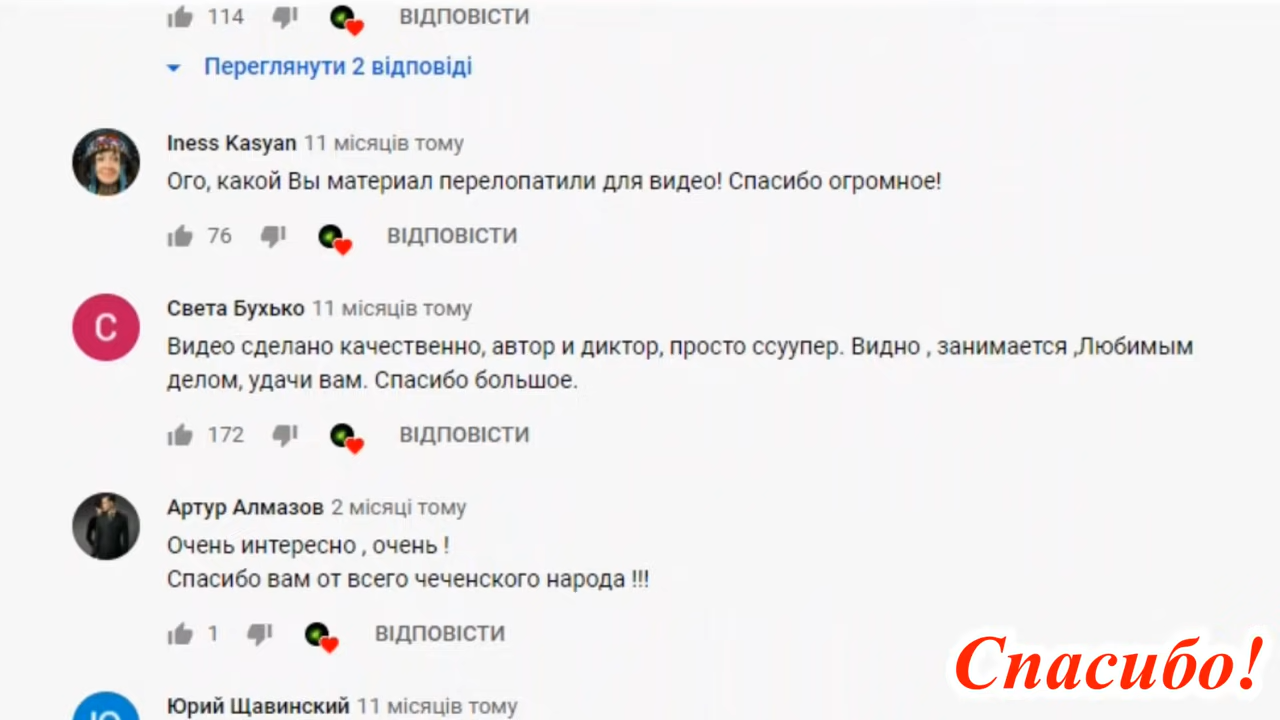 114 ВІДПОВІСТИ
Переглянути 2 відповіді
Iness Kasyan 11 місяців тому
Ого, какой Вы материал перелопатили для видео! Спасибо огромное!
76 ВІДПОВІСТИ
С
Света Бухько 11 місяців тому
Видео сделано качественно, автор и диктор, просто ссуупер. Видно , занимается ,Любимым
делом, удачи вам. Спасибо большое.
172 ВІДПОВІСТИ
Артур Алмазов 2 місяці тому
Очень интересно , очень !
Спасибо вам от всего чеченского народа !!!
1 ВІДПОВІСТИ
Спасибо!
Ю
Юрий Щавинский 11 місяців тому